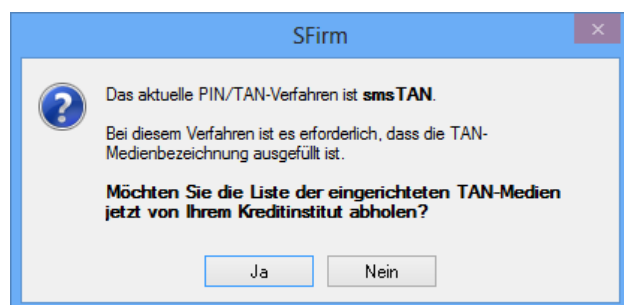 SFirm
Das aktuelle PIN/TAN-Verfahren ist smsTAN.
Bei diesem Verfahren ist es erforderlich, dass die TAN-
Medienbezeichnung ausgefüllt ist.
Möchten Sie die Liste der eingerichteten TAN-Medien
jetzt von Ihrem Kreditinstitut abholen?
Ja
Nein